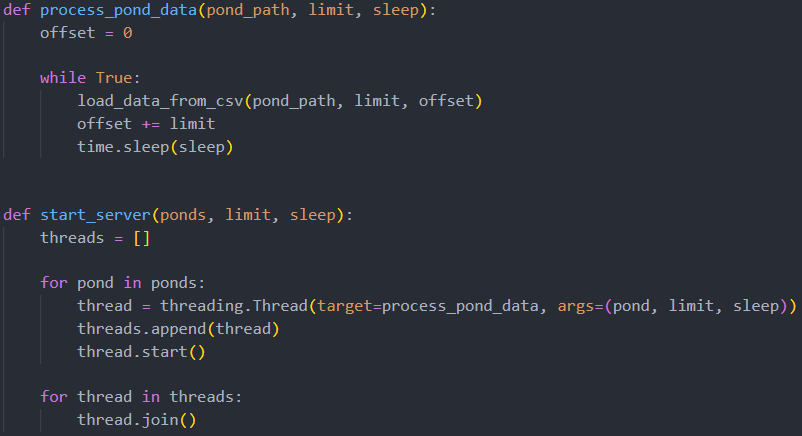 def process_pond_data(pond_path, limit, sleep):
    offset = 0

    while True:
        load_data_from_csv(pond_path, limit, offset)
        offset += limit
        time.sleep(sleep)


def start_server(ponds, limit, sleep):
    threads = []

    for pond in ponds:
        thread = threading.Thread(target=process_pond_data, args=(pond, limit, sleep))
        threads.append(thread)
        thread.start()

    for thread in threads:
        thread.join()